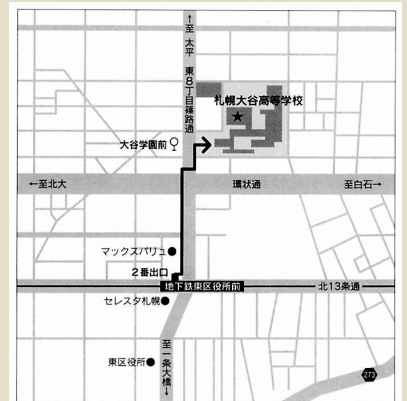 ←至 太平
東8丁目篠路通
札幌大谷高等学校
大谷学園前
←至北大
環状通
至白石→
マックスバリュ
2番出口
地下鉄東区役所前
北13条通
セレスタ札幌
至一条大橋→
東区役所
273